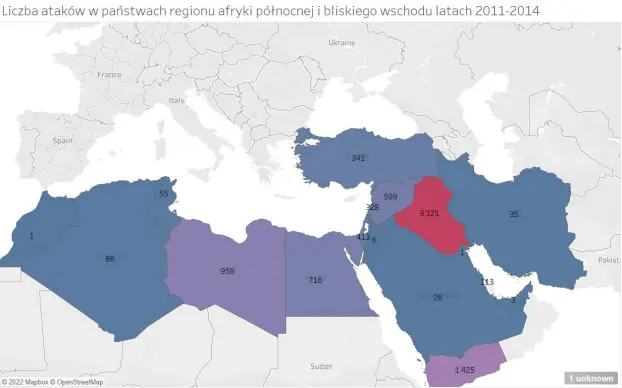 Liczba ataków w państwach regionu afryki północnej i bliskiego wschodu latach 2011-2014
Ukraine
France
Italy
Spain
341
55
599
328
9 121
35
1
413
6
1
86
958
716
26
113
3
Pakist.
Sudan
1 425
© 2022 Mapbox © OpenStreetMap
1 unknown